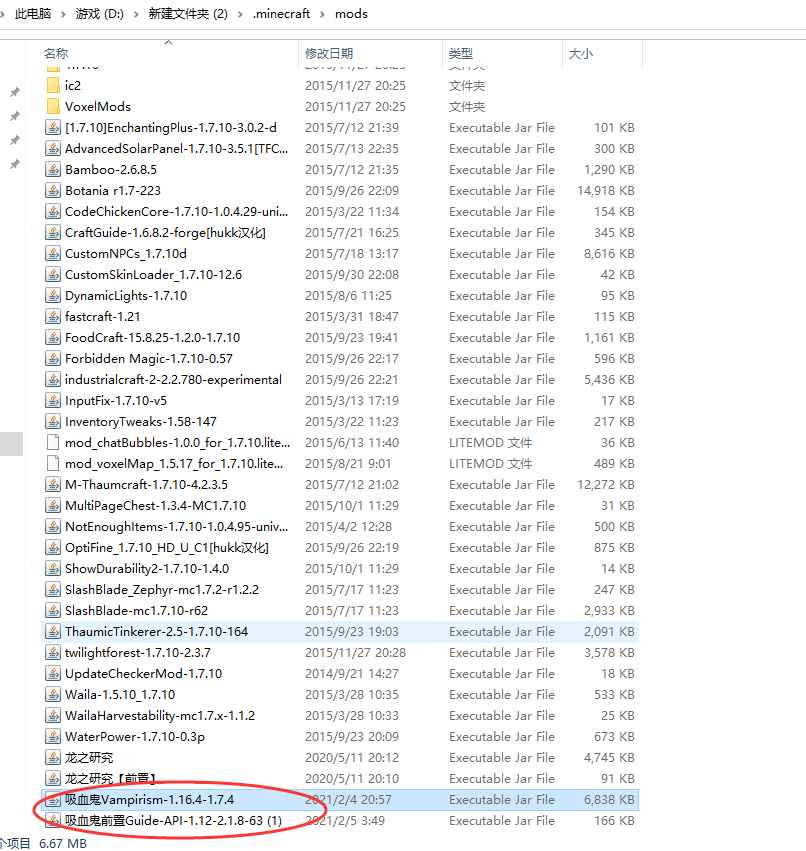 此电脑 › 游戏 (D:) › 新建文件夹 (2) › .minecraft › mods
名称 修改日期 类型 大小
ic2 2015/11/27 20:25 文件夹
VoxelMods 2015/11/27 20:25 文件夹
[1.7.10]EnchantingPlus-1.7.10-3.0.2-d 2015/7/12 21:39 Executable Jar File 101 KB
AdvancedSolarPanel-1.7.10-3.5.1[TFC... 2015/7/13 22:35 Executable Jar File 300 KB
Bamboo-2.6.8.5 2015/7/12 21:41 Executable Jar File 1,290 KB
Botania r1.7-223 2015/9/26 22:09 Executable Jar File 14,918 KB
CodeChickenCore-1.7.10-1.0.4.29-uni... 2015/3/22 11:34 Executable Jar File 154 KB
CraftGuide-1.6.8.2-forge[hukk汉化] 2015/7/21 16:25 Executable Jar File 345 KB
CustomNPCs_1.7.10d 2015/7/18 13:17 Executable Jar File 8,616 KB
CustomSkinLoader_1.7.10-12.6 2015/9/30 22:08 Executable Jar File 42 KB
DynamicLights-1.7.10 2015/8/6 11:25 Executable Jar File 95 KB
fastcraft-1.21 2015/3/31 18:47 Executable Jar File 115 KB
FoodCraft-15.8.25-1.2.0-1.7.10 2015/9/23 19:41 Executable Jar File 1,161 KB
Forbidden Magic-1.7.10-0.57 2015/9/26 22:17 Executable Jar File 596 KB
industrialcraft-2-2.2.780-experimental 2015/9/26 22:21 Executable Jar File 5,436 KB
InputFix-1.7.10-v5 2015/3/13 17:19 Executable Jar File 17 KB
InventoryTweaks-1.58-147 2015/3/22 11:23 Executable Jar File 217 KB
mod_chatBubbles-1.0.0_for_1.7.10.lite... 2015/6/13 11:40 LITEMOD 文件 36 KB
mod_voxelMap_1.5.17_for_1.7.10.lite... 2015/8/21 9:01 LITEMOD 文件 489 KB
M-Thaumcraft-1.7.10-4.2.3.5 2015/7/12 21:02 Executable Jar File 12,272 KB
MultiPageChest-1.3.4-MC1.7.10 2015/10/1 11:29 Executable Jar File 31 KB
NotEnoughItems-1.7.10-1.0.4.95-univ... 2015/4/2 12:28 Executable Jar File 500 KB
OptiFine_1.7.10_HD_U_C1[hukk汉化] 2015/9/26 22:19 Executable Jar File 875 KB
ShowDurability2-1.7.10-1.4.0 2015/10/1 11:29 Executable Jar File 14 KB
SlashBlade_Zephyr-mc1.7.2-r1.2.2 2015/7/17 11:23 Executable Jar File 247 KB
SlashBlade-mc1.7.10-r62 2015/7/17 11:23 Executable Jar File 2,933 KB
ThaumicTinkerer-2.5-1.7.10-164 2015/9/23 19:03 Executable Jar File 2,091 KB
twilightforest-1.7.10-2.3.7 2015/11/27 20:28 Executable Jar File 3,578 KB
UpdateCheckerMod-1.7.10 2014/9/21 14:27 Executable Jar File 18 KB
Waila-1.5.10_1.7.10 2015/3/28 10:35 Executable Jar File 533 KB
WailaHarvestability-mc1.7.x-1.1.2 2015/3/28 10:33 Executable Jar File 25 KB
WaterPower-1.7.10-0.3p 2015/9/23 20:09 Executable Jar File 673 KB
龙之研究 2020/5/11 20:12 Executable Jar File 4,745 KB
龙之研究【前置】 2020/5/11 20:10 Executable Jar File 91 KB
吸血鬼Vampirism-1.16.4-1.7.4 2021/2/4 20:57 Executable Jar File 6,838 KB
吸血鬼前置Guide-API-1.12-2.1.8-63 (1) 2021/2/5 3:49 Executable Jar File 166 KB
个项目 6.67 MB